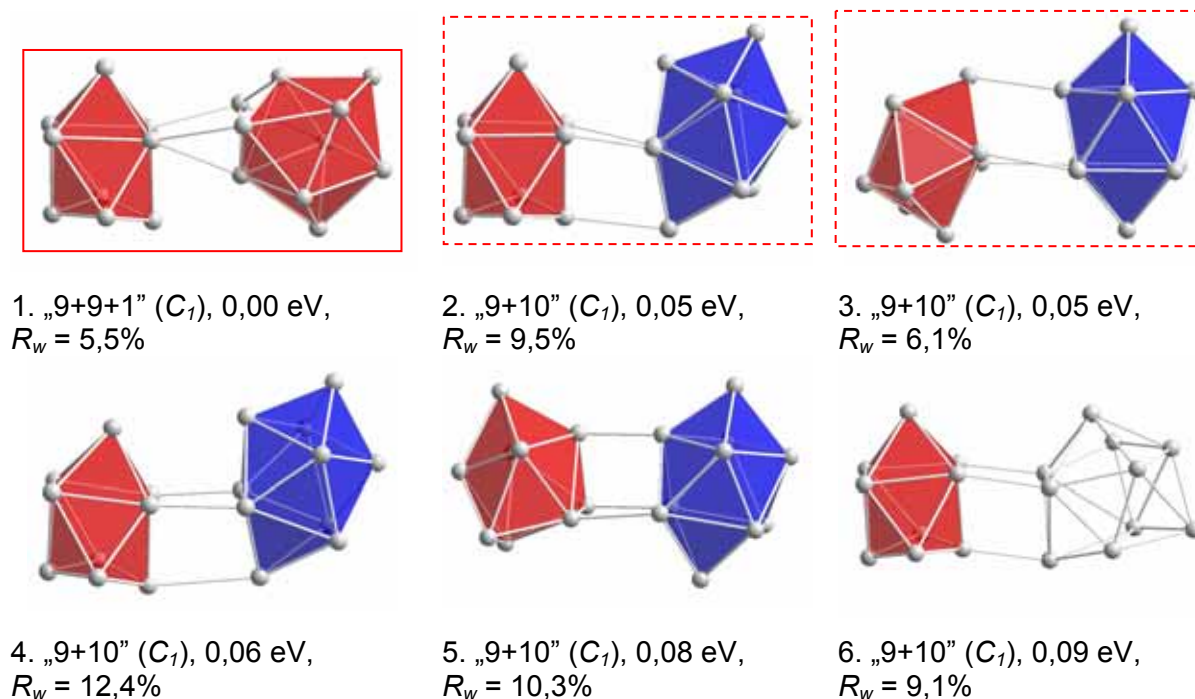 1. „9+9+1” (C1), 0,00 eV,
Rw = 5,5%
2. „9+10” (C1), 0,05 eV,
Rw = 9,5%
3. „9+10” (C1), 0,05 eV,
Rw = 6,1%
4. „9+10” (C1), 0,06 eV,
Rw = 12,4%
5. „9+10” (C1), 0,08 eV,
Rw = 10,3%
6. „9+10” (C1), 0,09 eV,
Rw = 9,1%